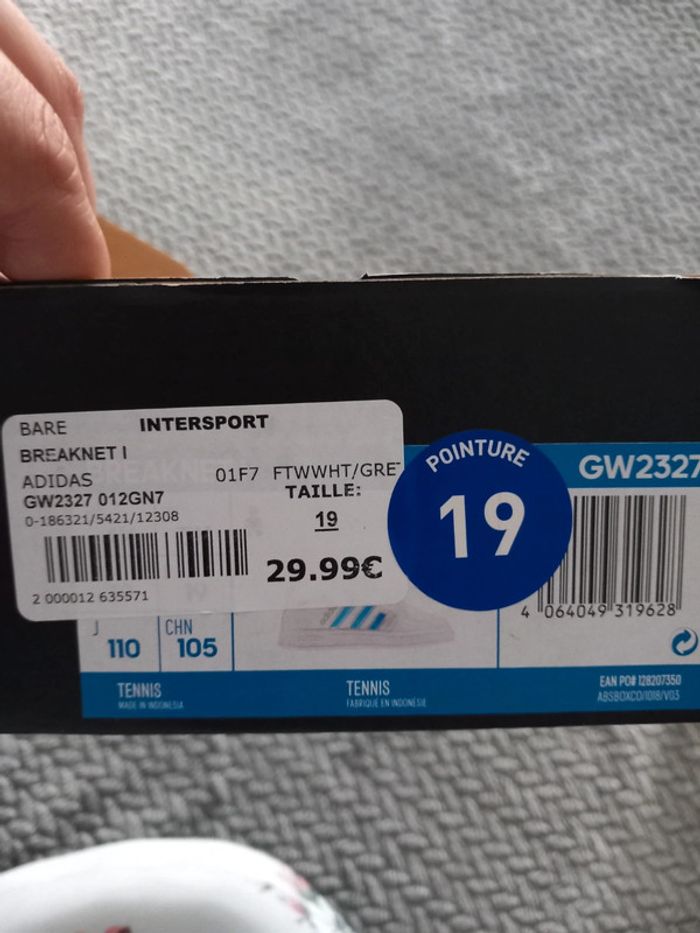 BARE INTERSPORT
BREAKNET I
ADIDAS 01F7 FTWWHT/GRE
GW2327 012GN7 TAILLE:
0-186321/5421/12308 19
29.99€
2 000012 635571
POINTURE
19
GW2327
4 064049 319628
J CHN
110 105
TENNIS
MADE IN INDONESIA
TENNIS
FABRIQUÉ EN INDONESIE
EAN PO# 128207350
ABSBOXCO/1018/V03